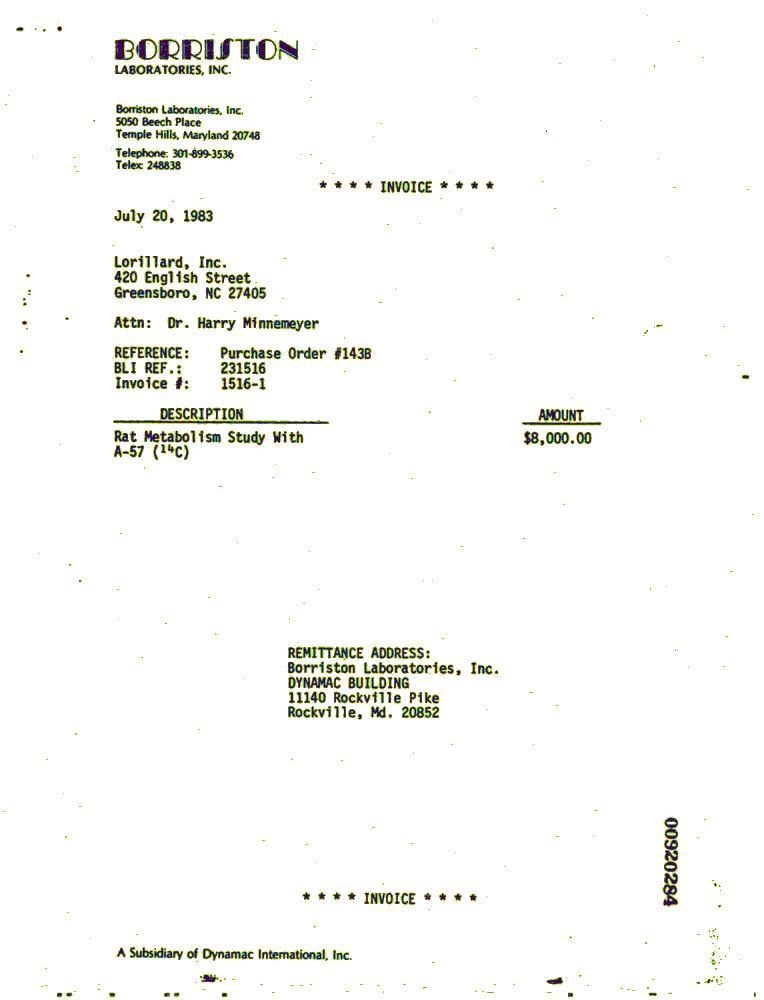 BORRISTON
LABORATORIES, INC.
Borriston Laboratories, Inc.
5050 Beech Place
Temple Hills, Maryland 20748
Telephone: 301-899-3536
Telex: 248838
* * * * INVOICE * * * *
July 20, 1983
Lorillard, Inc.
420 English Street
Greensboro, NC 27405
Attn: Dr. Harry Minnemeyer
REFERENCE: Purchase Order #143B
BLI REF.: 231516
Invoice #: 1516-1
DESCRIPTION AMOUNT
Rat Metabolism Study With $8,000.00
A-57 (¹⁴C)
REMITTANCE ADDRESS:
Borriston Laboratories, Inc.
DYNAMAC BUILDING
11140 Rockville Pike
Rockville, Md. 20852
00920284
* * * * INVOICE * * * *
A Subsidiary of Dynamac International, Inc.